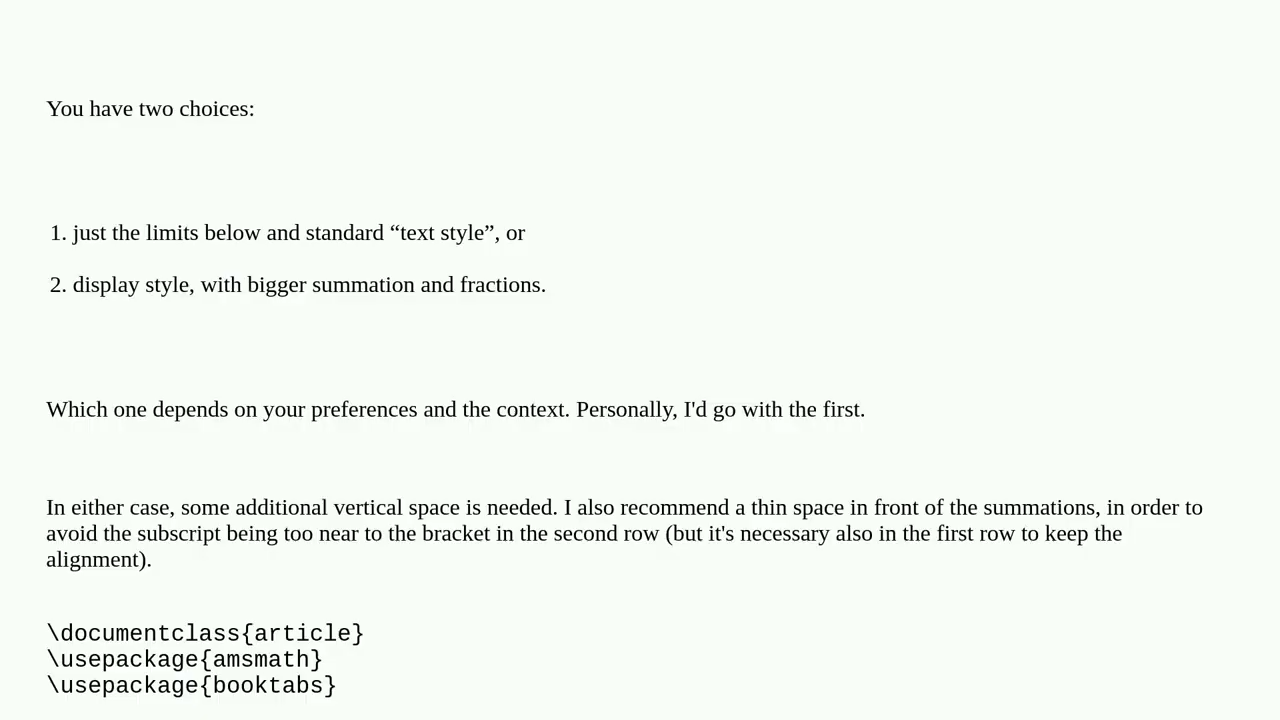 You have two choices:
1. just the limits below and standard “text style”, or
2. display style, with bigger summation and fractions.
Which one depends on your preferences and the context. Personally, I'd go with the first.
In either case, some additional vertical space is needed. I also recommend a thin space in front of the summations, in order to
avoid the subscript being too near to the bracket in the second row (but it's necessary also in the first row to keep the
alignment).
\documentclass{article}
\usepackage{amsmath}
\usepackage{booktabs}